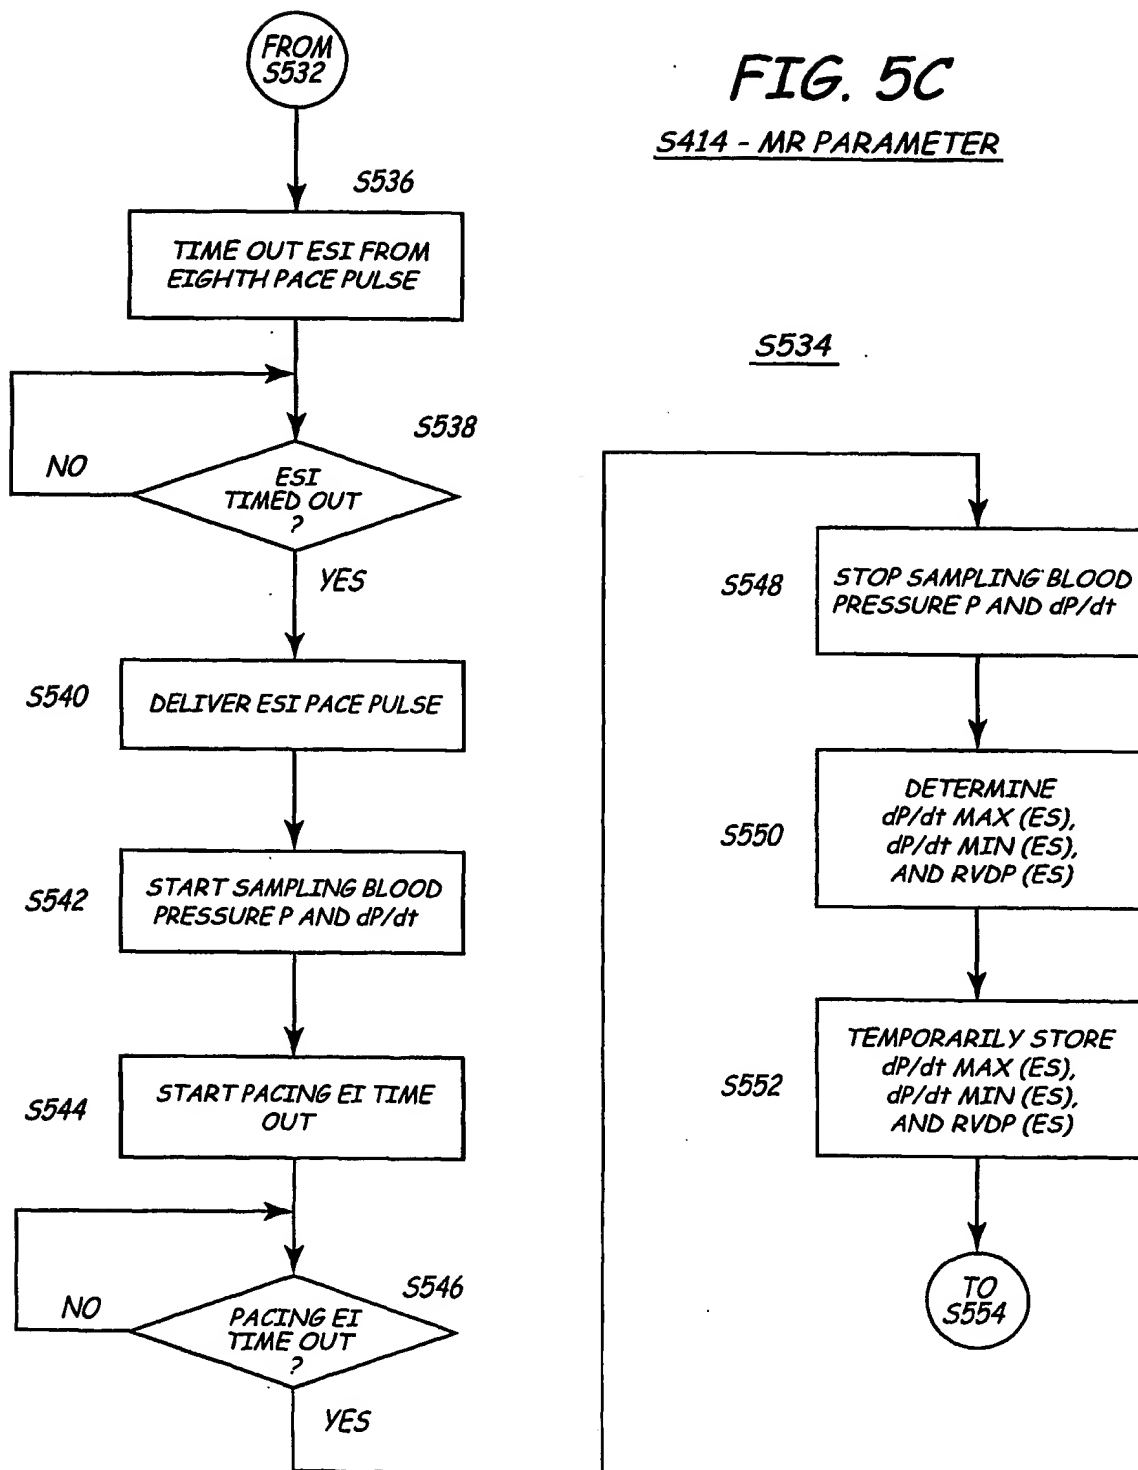 FROM
S532
FIG. 5C
S414 - MR PARAMETER
S536
TIME OUT ESI FROM
EIGHTH PACE PULSE
S538
ESI
TIMED OUT
?
NO
YES
S540
DELIVER ESI PACE PULSE
S542
START SAMPLING BLOOD
PRESSURE P AND dP/dt
S544
START PACING EI TIME
OUT
S546
PACING EI
TIME OUT
?
NO
YES
S534
S548
STOP SAMPLING BLOOD
PRESSURE P AND dP/dt
S550
DETERMINE
dP/dt MAX (ES),
dP/dt MIN (ES),
AND RVDP (ES)
S552
TEMPORARILY STORE
dP/dt MAX (ES),
dP/dt MIN (ES),
AND RVDP (ES)
TO
S554